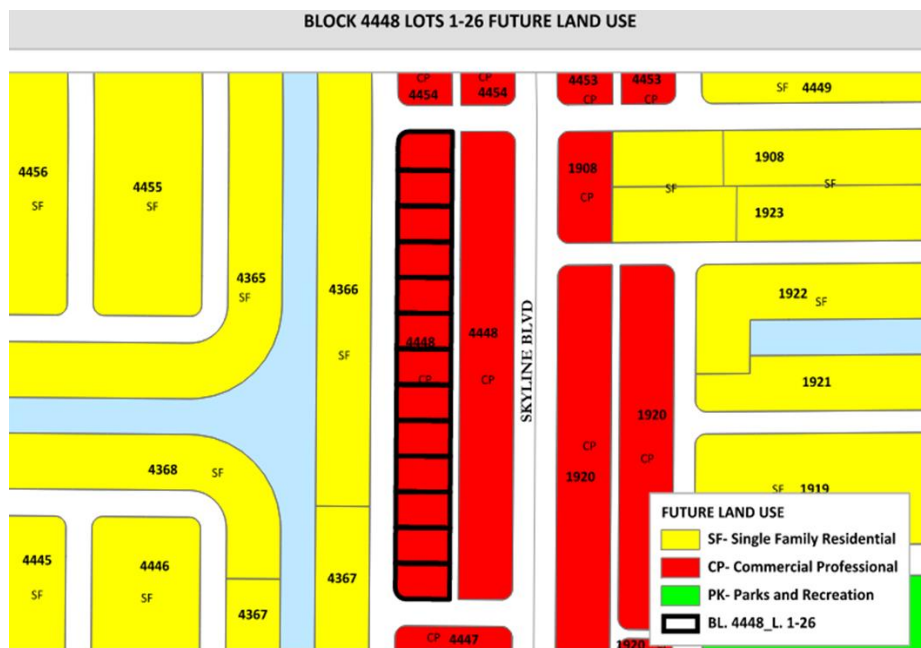 BLOCK 4448 LOTS 1-26 FUTURE LAND USE
CP
4454
CP
4454
4453
CP
4453
CP
SF 4449
4456
SF
4455
SF
1908
CP
1908
SF
SF
1923
4365
SF
4366
SF
1922
SF
4448
CP
4448
CP
SKYLINE BLVD
1921
1920
CP
CP
1920
4368
SF
SF 1919
4445
SF
4446
SF
4367
4367
CP 4447
1920
FUTURE LAND USE
SF- Single Family Residential
CP- Commercial Professional
PK- Parks and Recreation
BL. 4448_L. 1-26